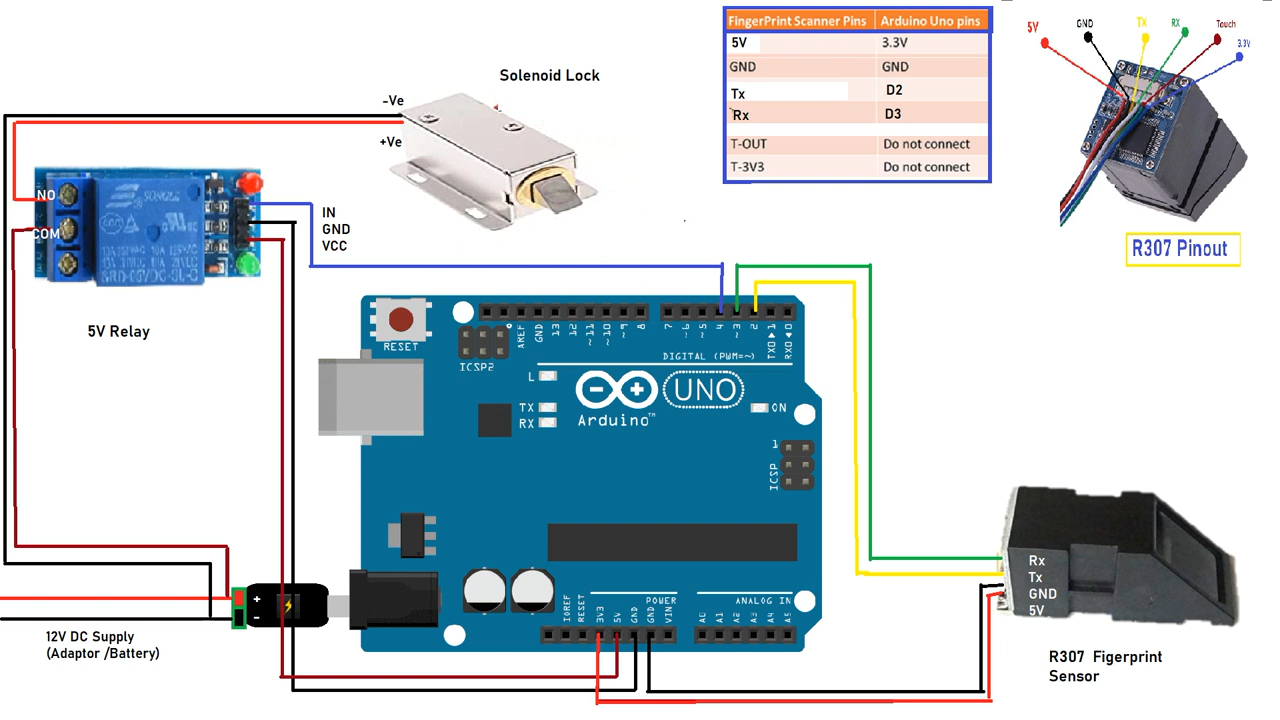 FingerPrint Scanner Pins Arduino Uno pins
5V 3.3V
GND GND
Tx D2
Rx D3
T-OUT Do not connect
T-3V3 Do not connect
5V GND TX RX Touch 3.3V
R307 Pinout
Solenoid Lock
-Ve
+Ve
NO
COM
IN
GND
VCC
5V Relay
RESET
ICSP2
AREF
GND
13
12
~11
~10
~9
8
7
~6
~5
4
~3
2
TX0 1
RX0 0
DIGITAL (PWM=~)
L
TX
RX
UNO
Arduino™
ON
1
ICSP
IOREF
RESET
3V3
5V
GND
GND
VIN
POWER
ANALOG IN
A0
A1
A2
A3
A4
A5
+
-
12V DC Supply
(Adaptor /Battery)
Rx
Tx
GND
5V
R307 Figerprint
Sensor